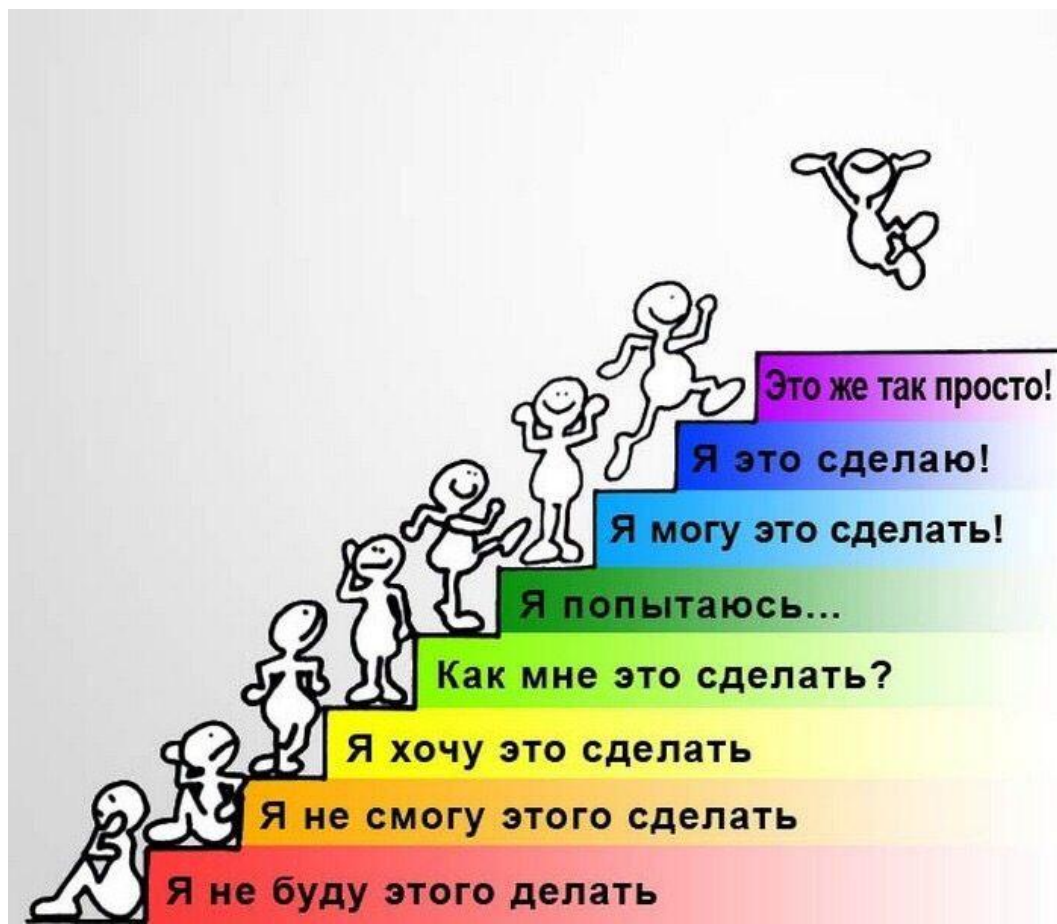 Это же так просто!
Я это сделаю!
Я могу это сделать!
Я попытаюсь...
Как мне это сделать?
Я хочу это сделать
Я не смогу этого сделать
Я не буду этого делать